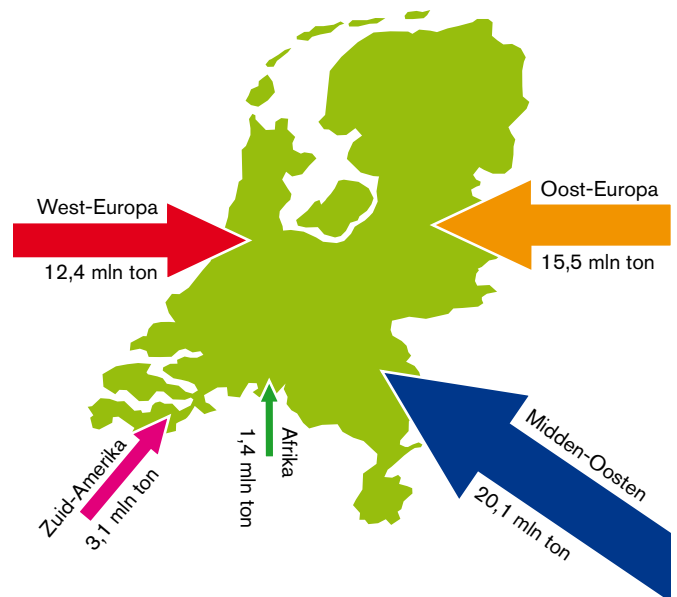 West-Europa
12,4 mln ton
Oost-Europa
15,5 mln ton
Zuid-Amerika
3,1 mln ton
Afrika
1,4 mln ton
Midden-Oosten
20,1 mln ton